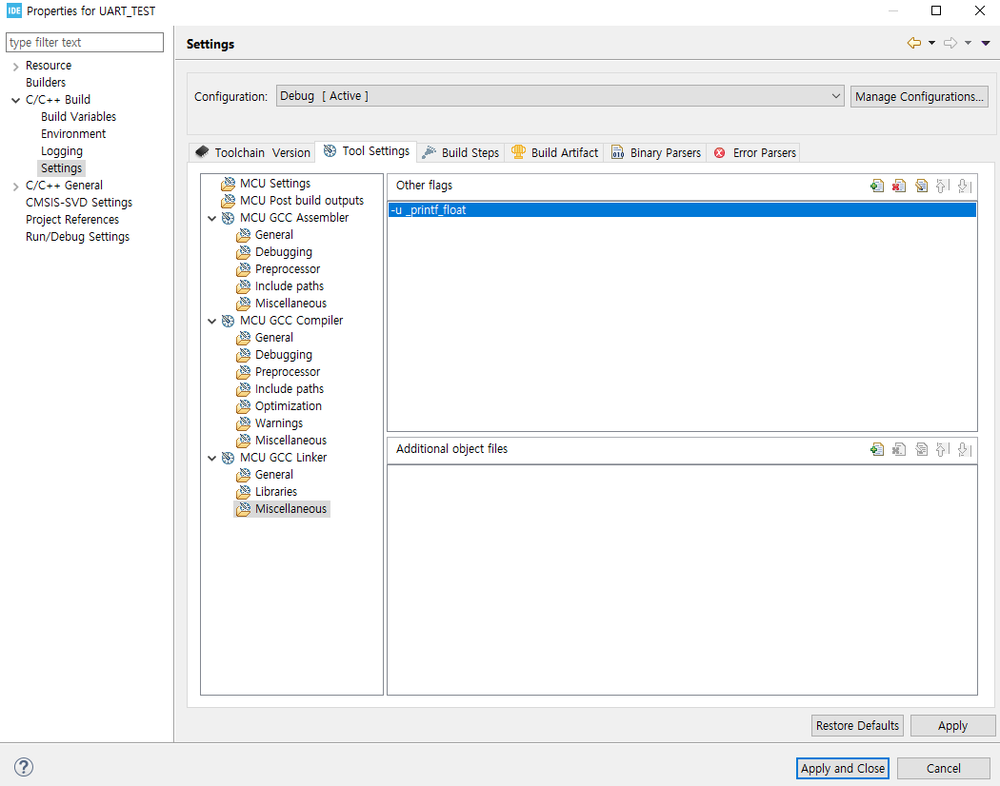 IDE Properties for UART_TEST
type filter text
Resource
Builders
C/C++ Build
Build Variables
Environment
Logging
Settings
C/C++ General
CMSIS-SVD Settings
Project References
Run/Debug Settings
Settings
Configuration: Debug [ Active ] Manage Configurations...
Toolchain Version Tool Settings Build Steps Build Artifact Binary Parsers Error Parsers
MCU Settings
MCU Post build outputs
MCU GCC Assembler
General
Debugging
Preprocessor
Include paths
Miscellaneous
MCU GCC Compiler
General
Debugging
Preprocessor
Include paths
Optimization
Warnings
Miscellaneous
MCU GCC Linker
General
Libraries
Miscellaneous
Other flags
-u _printf_float
Additional object files
Restore Defaults Apply
? Apply and Close Cancel